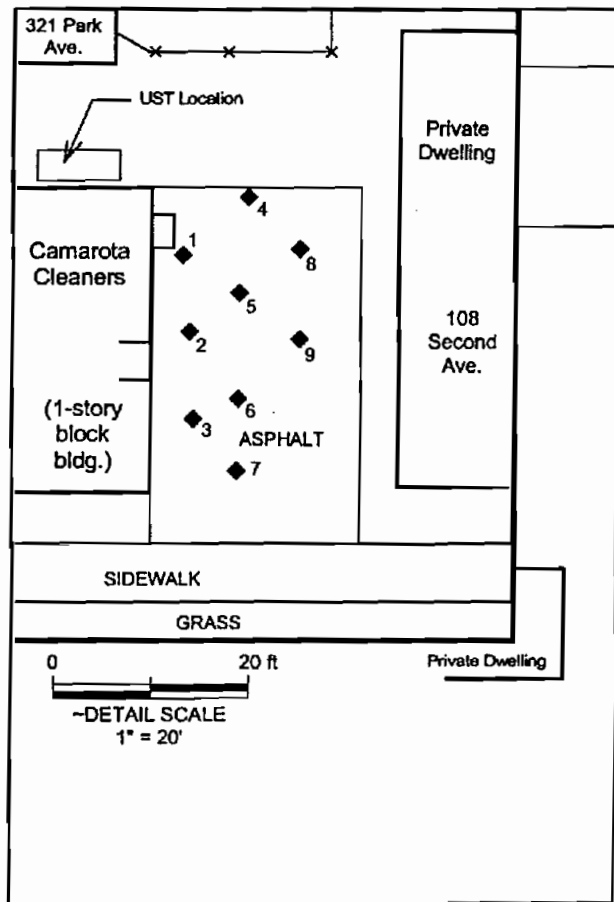 321 Park
Ave.
UST Location
Private
Dwelling
Camarota
Cleaners
4
1
8
5
2
9
108
Second
Ave.
(1-story
block
bldg.)
6
3
ASPHALT
7
SIDEWALK
GRASS
0 20 ft
~DETAIL SCALE
1" = 20'
Private Dwelling